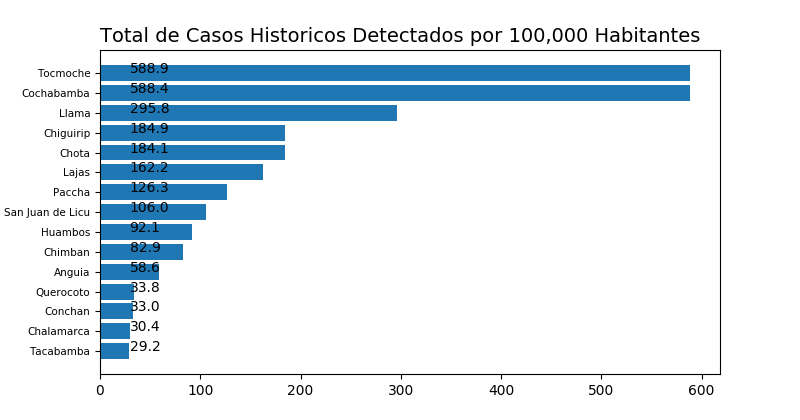 Total de Casos Historicos Detectados por 100,000 Habitantes
Tocmoche 588.9
Cochabamba 588.4
Llama 295.8
Chiguirip 184.9
Chota 184.1
Lajas 162.2
Paccha 126.3
San Juan de Licu 106.0
Huambos 92.1
Chimban 82.9
Anguia 58.6
Querocoto 33.8
Conchan 33.0
Chalamarca 30.4
Tacabamba 29.2
0 100 200 300 400 500 600